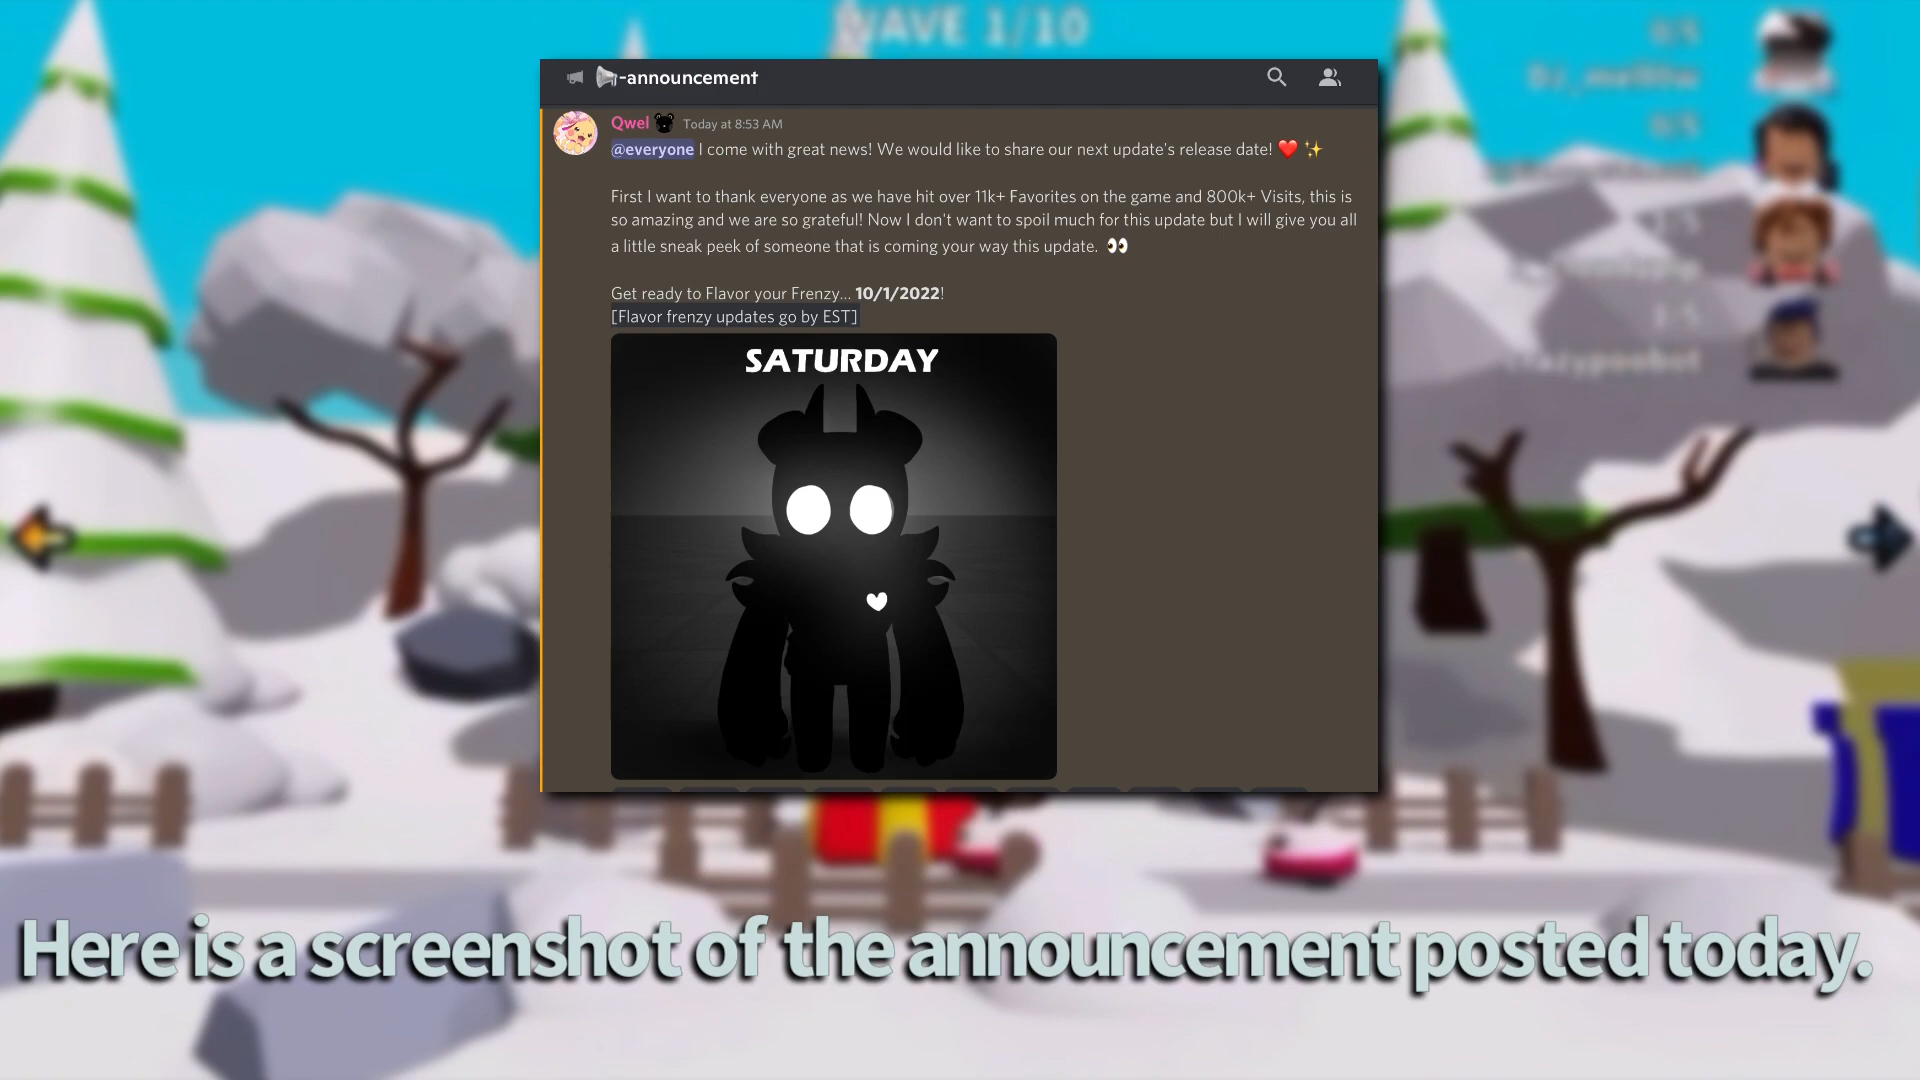 WAVE 1/10
-announcement
Qwel Today at 8:53 AM
@everyone I come with great news! We would like to share our next update's release date! ❤️ ✨
First I want to thank everyone as we have hit over 11k+ Favorites on the game and 800k+ Visits, this is
so amazing and we are so grateful! Now I don't want to spoil much for this update but I will give you all
a little sneak peek of someone that is coming your way this update. 👀
Get ready to Flavor your Frenzy... 10/1/2022!
[Flavor frenzy updates go by EST]
SATURDAY
Here is a screenshot of the announcement posted today.